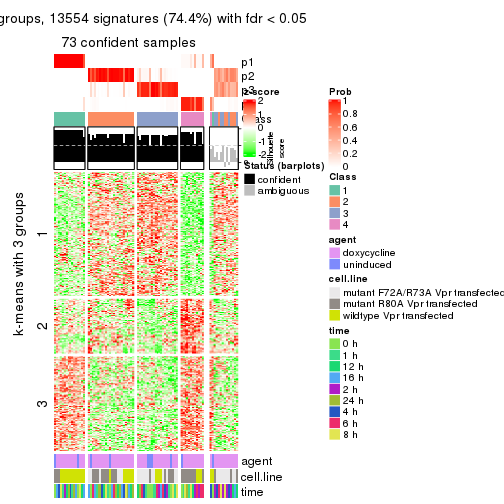 groups, 13554 signatures (74.4%) with fdr < 0.05
73 confident samples
p1
p2
z-score
2
1
0
-1
-2
Silhouette
score
Status (barplots)
confident
ambiguous
k-means with 3 groups
1
2
3
agent
cell.line
time
Prob
1
0.8
0.6
0.4
0.2
0
Class
1
2
3
4
agent
doxycycline
uninduced
cell.line
mutant F72A/R73A Vpr transfected
mutant R80A Vpr transfected
wildtype Vpr transfected
time
0 h
1 h
12 h
16 h
2 h
24 h
4 h
6 h
8 h